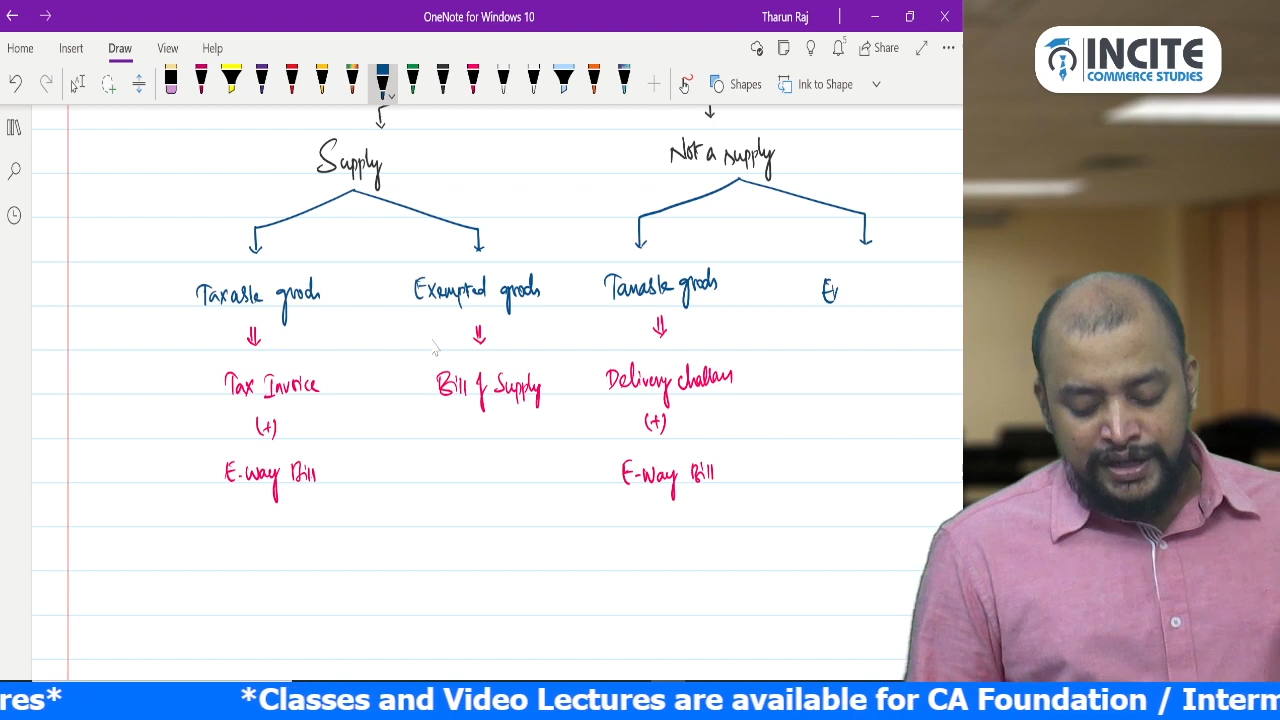 OneNote for Windows 10
Tharun Raj
Home Insert Draw View Help
5
Share
Shapes
Ink to Shape
INCITE
COMMERCE STUDIES
Supply
Not a supply
Taxable goods
Exempted goods
Taxable goods
Ex
Tax Invoice
Bill of Supply
Delivery challan
(+)
(+)
E-Way Bill
E-Way Bill
res* *Classes and Video Lectures are available for CA Foundation / Interm